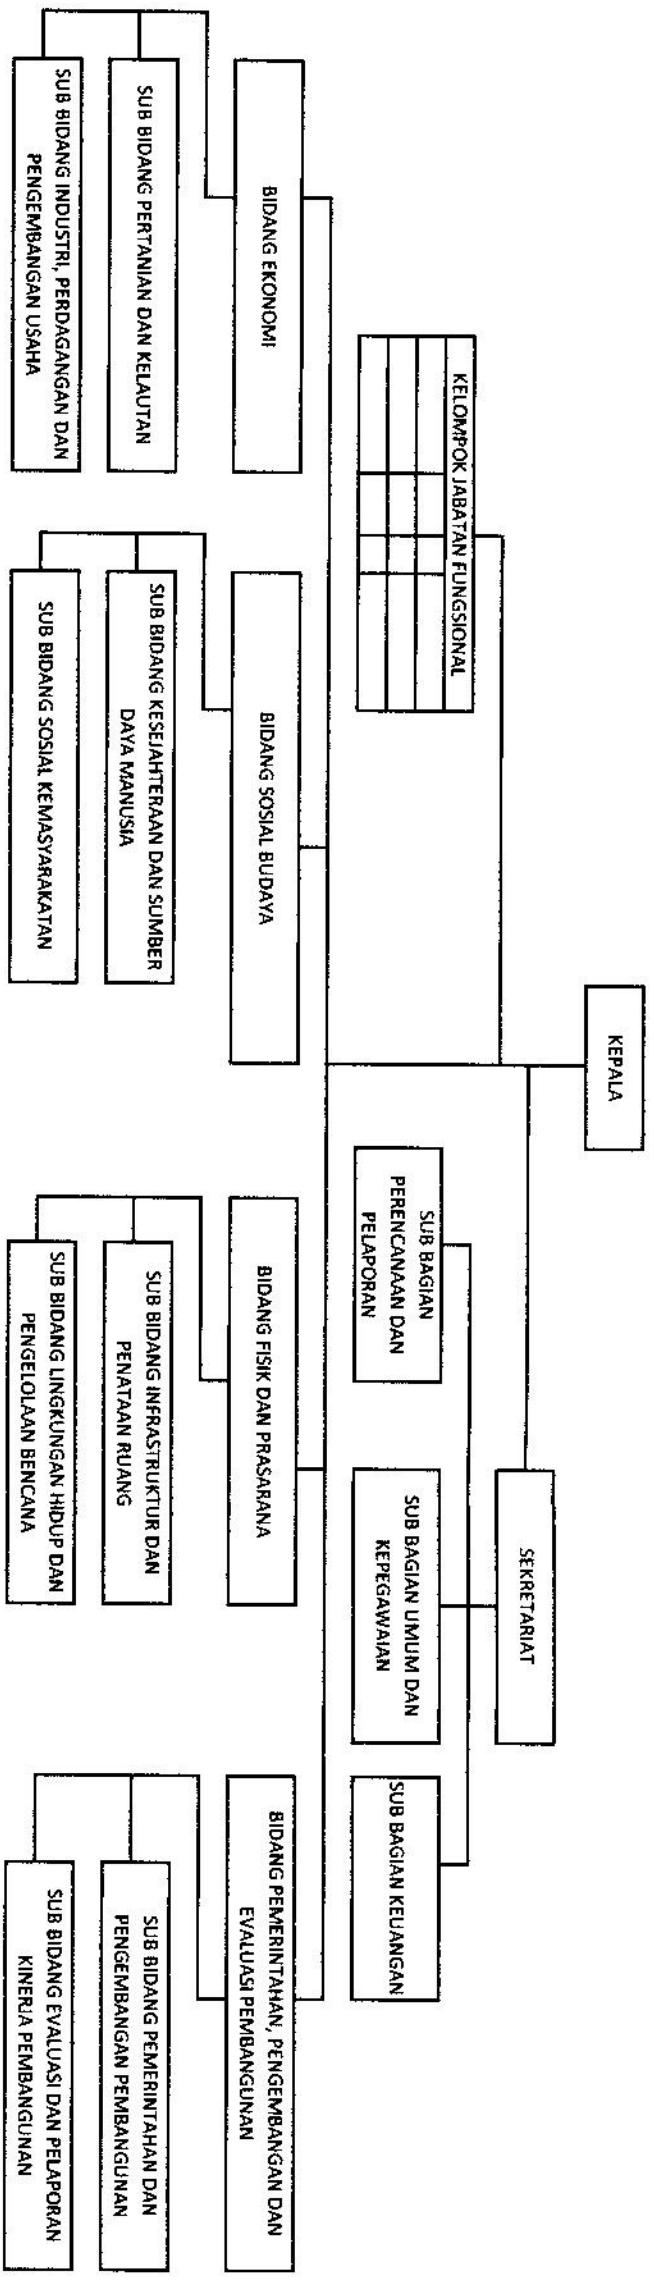 KEPALA
SEKRETARIAT
KELOMPOK JABATAN FUNGSIONAL
SUB BAGIAN
PERENCANAAN DAN
PELAPORAN
SUB BAGIAN UMUM DAN
KEPEGAWAIAN
SUB BAGIAN KEUANGAN
BIDANG EKONOMI
SUB BIDANG PERTANIAN DAN KELAUTAN
SUB BIDANG INDUSTRI, PERDAGANGAN DAN
PENGEMBANGAN USAHA
BIDANG SOSIAL BUDAYA
SUB BIDANG KESEJAHTERAAN DAN SUMBER
DAYA MANUSIA
SUB BIDANG SOSIAL KEMASYARAKATAN
BIDANG FISIK DAN PRASARANA
SUB BIDANG INFRASTRUKTUR DAN
PENATAAN RUANG
SUB BIDANG LINGKUNGAN HIDUP DAN
PENGELOLAAN BENCANA
BIDANG PEMERINTAHAN, PENGEMBANGAN DAN
EVALUASI PEMBANGUNAN
SUB BIDANG PEMERINTAHAN DAN
PENGEMBANGAN PEMBANGUNAN
SUB BIDANG EVALUASI DAN PELAPORAN
KINERJA PEMBANGUNAN